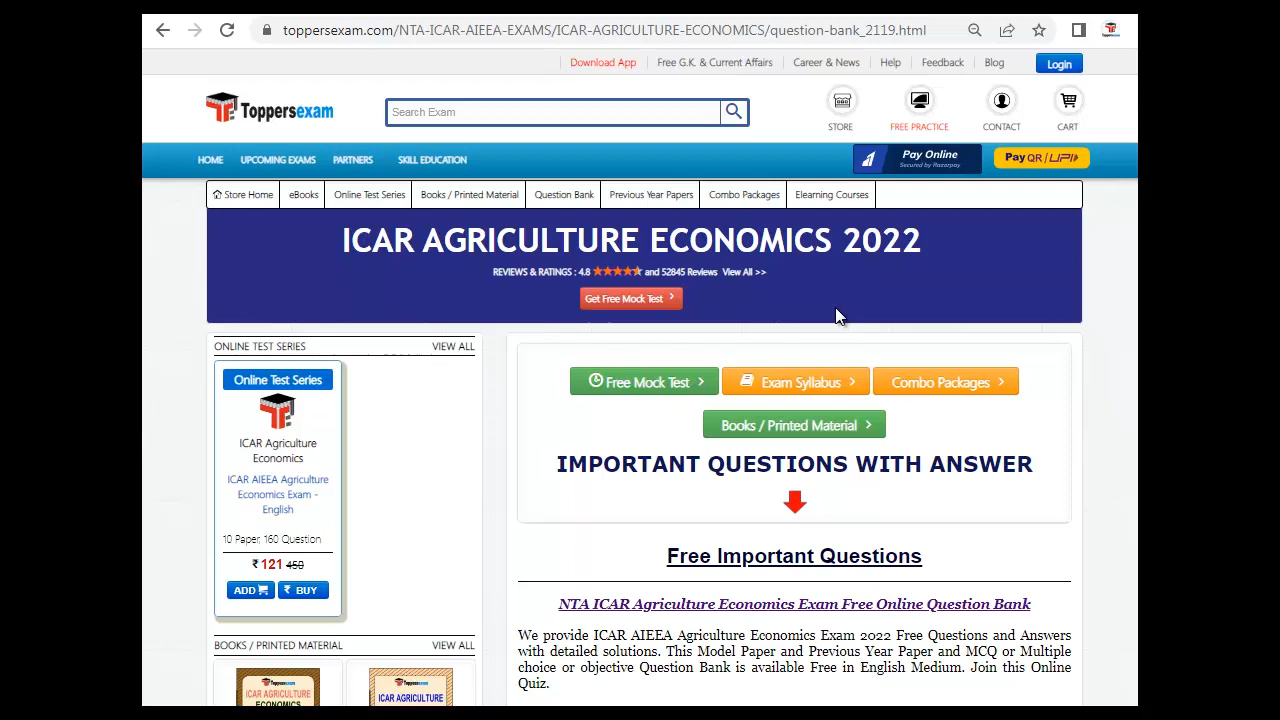 toppersexam.com/NTA-ICAR-AIEEA-EXAMS/ICAR-AGRICULTURE-ECONOMICS/question-bank_2119.html
Download App Free G.K. & Current Affairs Career & News Help Feedback Blog Login
Toppersexam
Search Exam
STORE FREE PRACTICE CONTACT CART
HOME UPCOMING EXAMS PARTNERS SKILL EDUCATION
Pay Online
Secured by Razorpay
Pay QR / UPI
Store Home eBooks Online Test Series Books / Printed Material Question Bank Previous Year Papers Combo Packages Elearning Courses
ICAR AGRICULTURE ECONOMICS 2022
REVIEWS & RATINGS : 4.8 and 52845 Reviews View All >>
Get Free Mock Test
ONLINE TEST SERIES VIEW ALL
Online Test Series
ICAR Agriculture
Economics
ICAR AIEEA Agriculture
Economics Exam -
English
10 Paper, 160 Question
₹ 121 450
ADD ₹ BUY
BOOKS / PRINTED MATERIAL VIEW ALL
Toppersexam
ICAR AGRICULTURE
ECONOMICS
Toppersexam
ICAR AGRICULTURE
Free Mock Test Exam Syllabus Combo Packages
Books / Printed Material
IMPORTANT QUESTIONS WITH ANSWER
Free Important Questions
NTA ICAR Agriculture Economics Exam Free Online Question Bank
We provide ICAR AIEEA Agriculture Economics Exam 2022 Free Questions and Answers
with detailed solutions. This Model Paper and Previous Year Paper and MCQ or Multiple
choice or objective Question Bank is available Free in English Medium. Join this Online
Quiz.